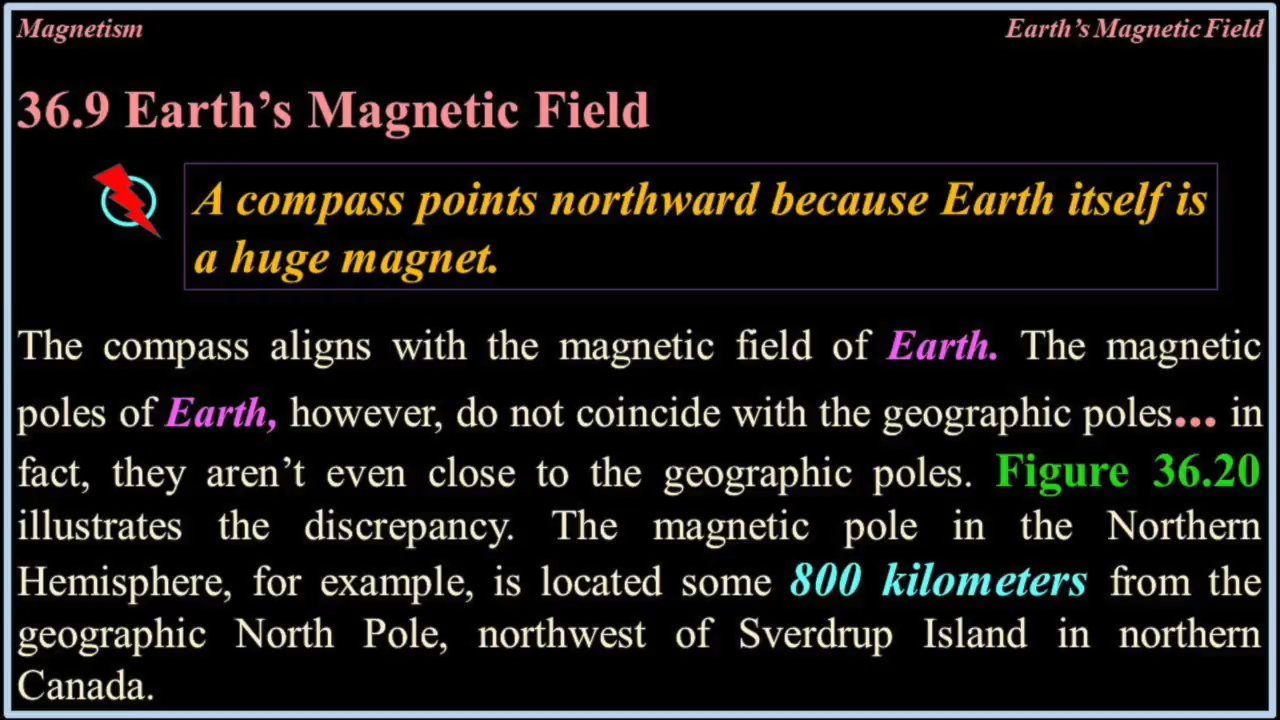 Magnetism
Earth's Magnetic Field
36.9 Earth's Magnetic Field
A compass points northward because Earth itself is
a huge magnet.
The compass aligns with the magnetic field of Earth. The magnetic
poles of Earth, however, do not coincide with the geographic poles... in
fact, they aren't even close to the geographic poles. Figure 36.20
illustrates the discrepancy. The magnetic pole in the Northern
Hemisphere, for example, is located some 800 kilometers from the
geographic North Pole, northwest of Sverdrup Island in northern
Canada.